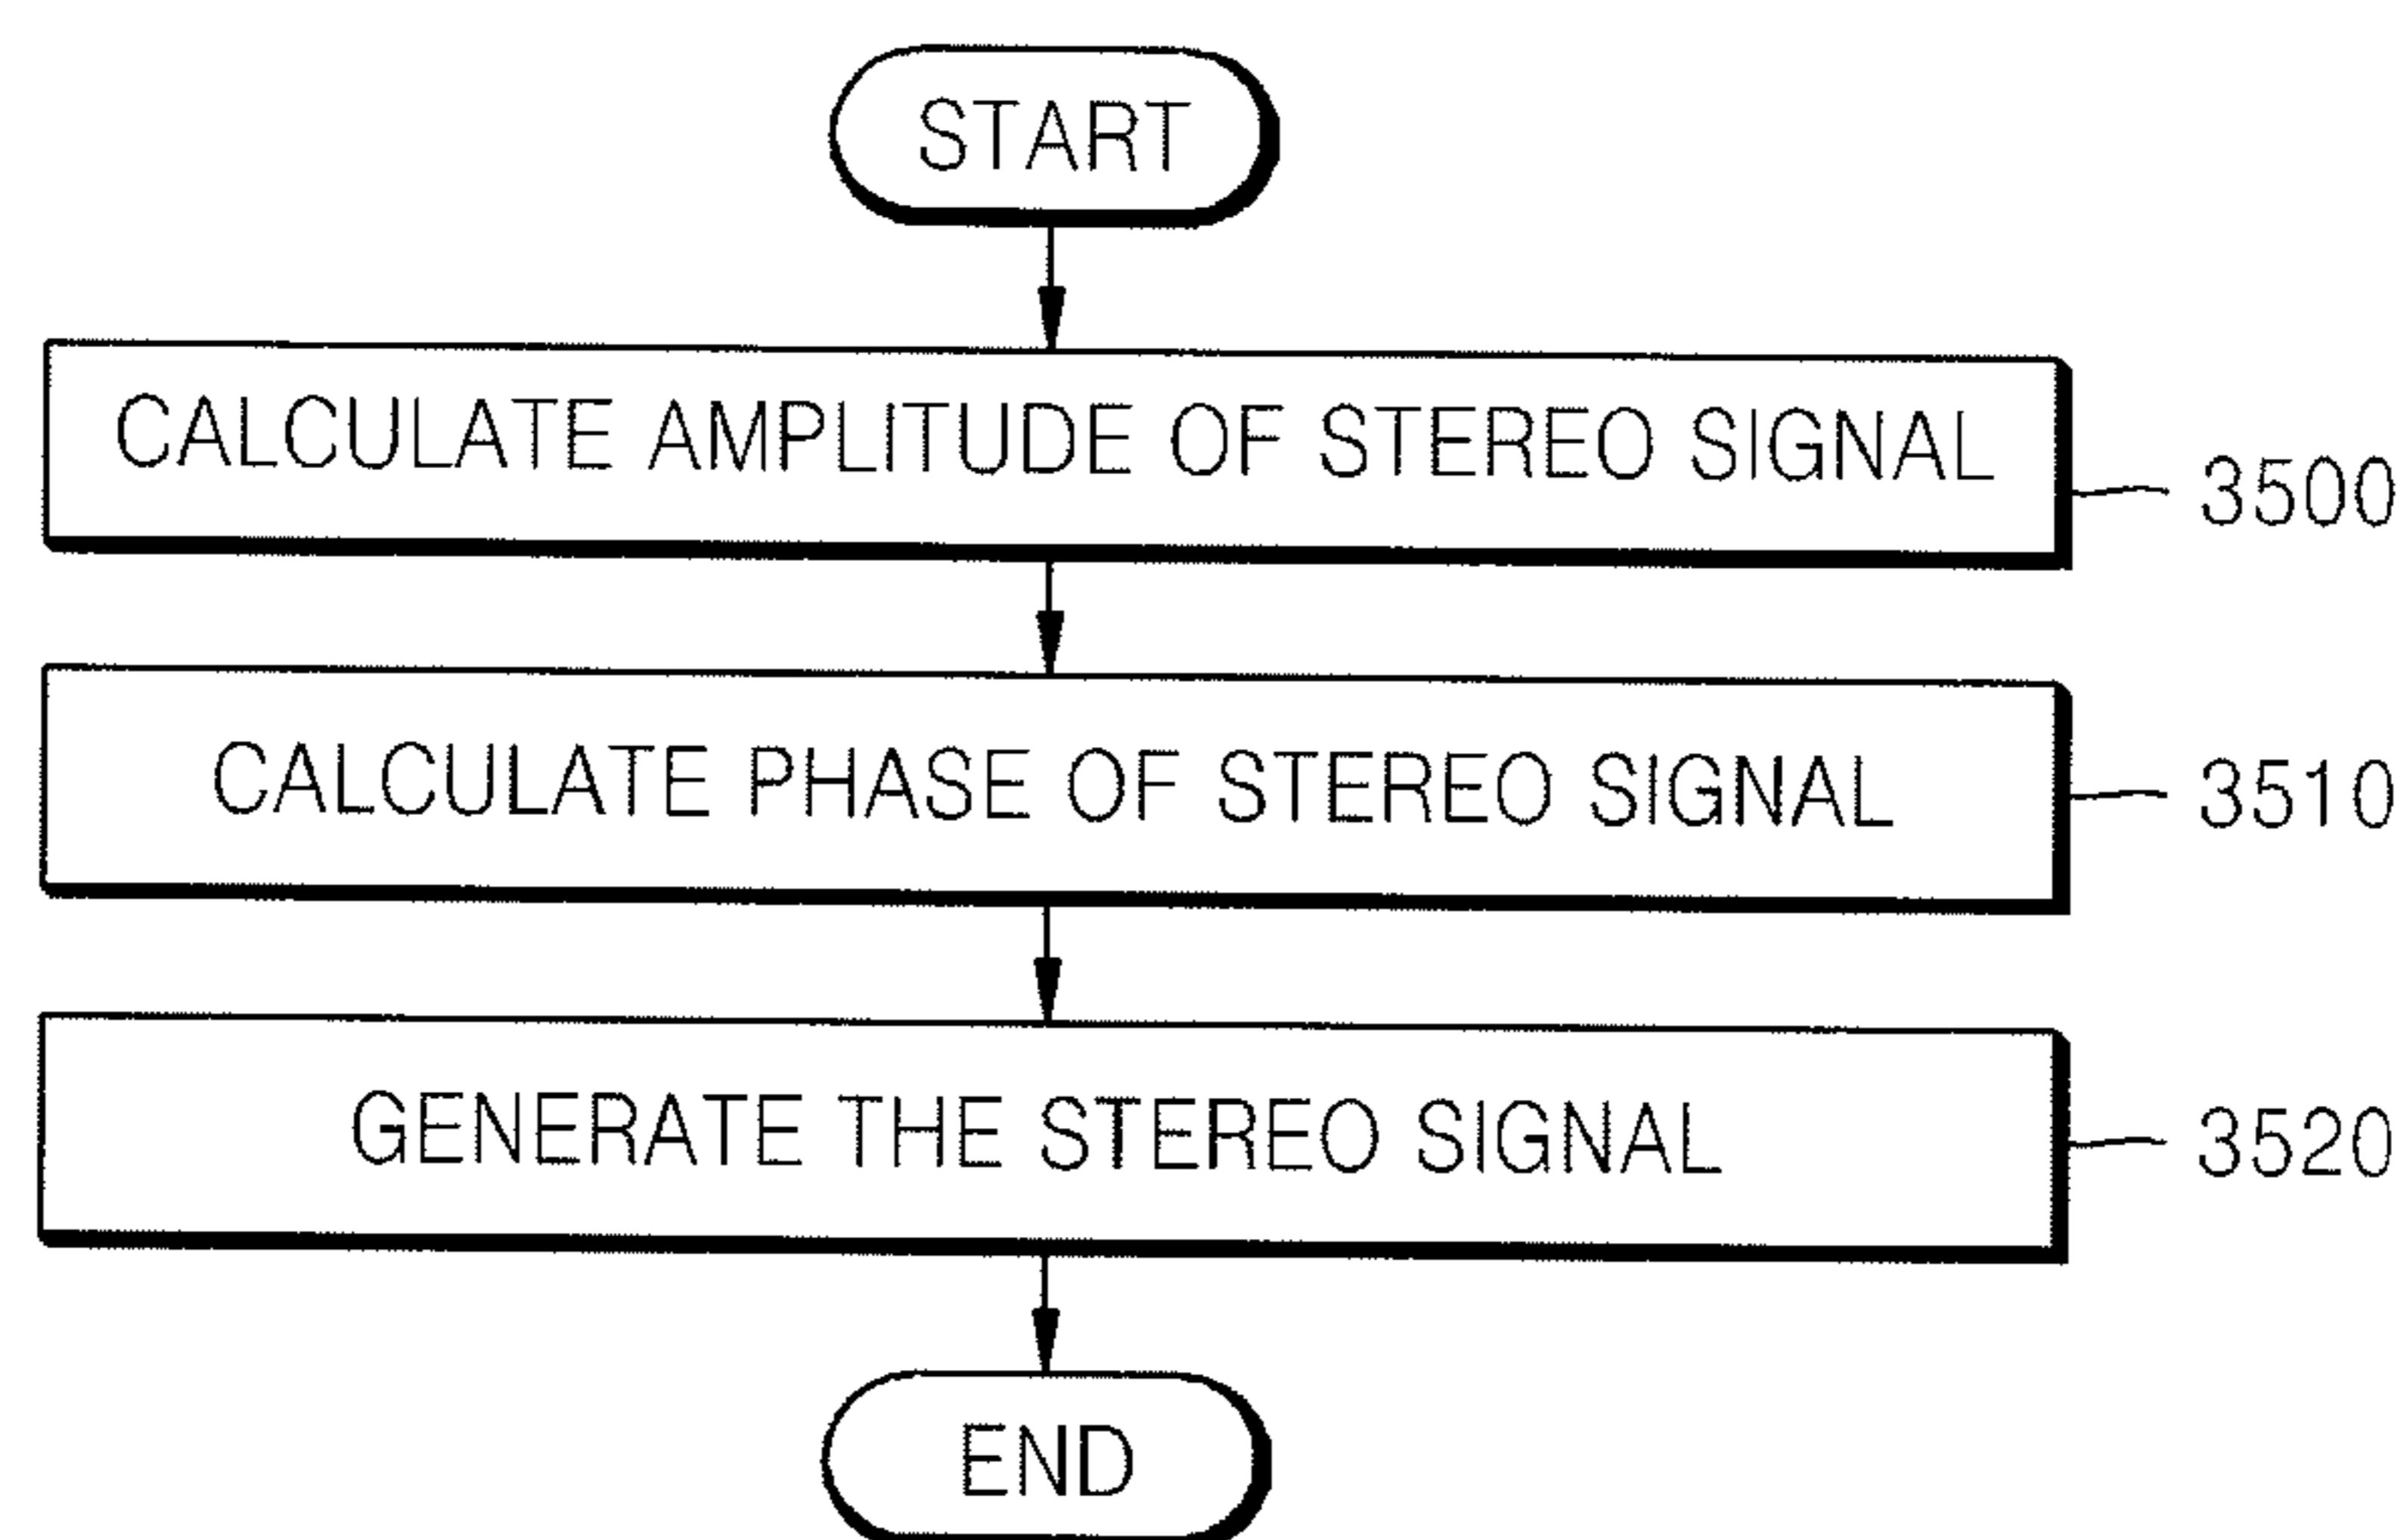 START
CALCULATE AMPLITUDE OF STEREO SIGNAL
3500
CALCULATE PHASE OF STEREO SIGNAL
3510
GENERATE THE STEREO SIGNAL
3520
END